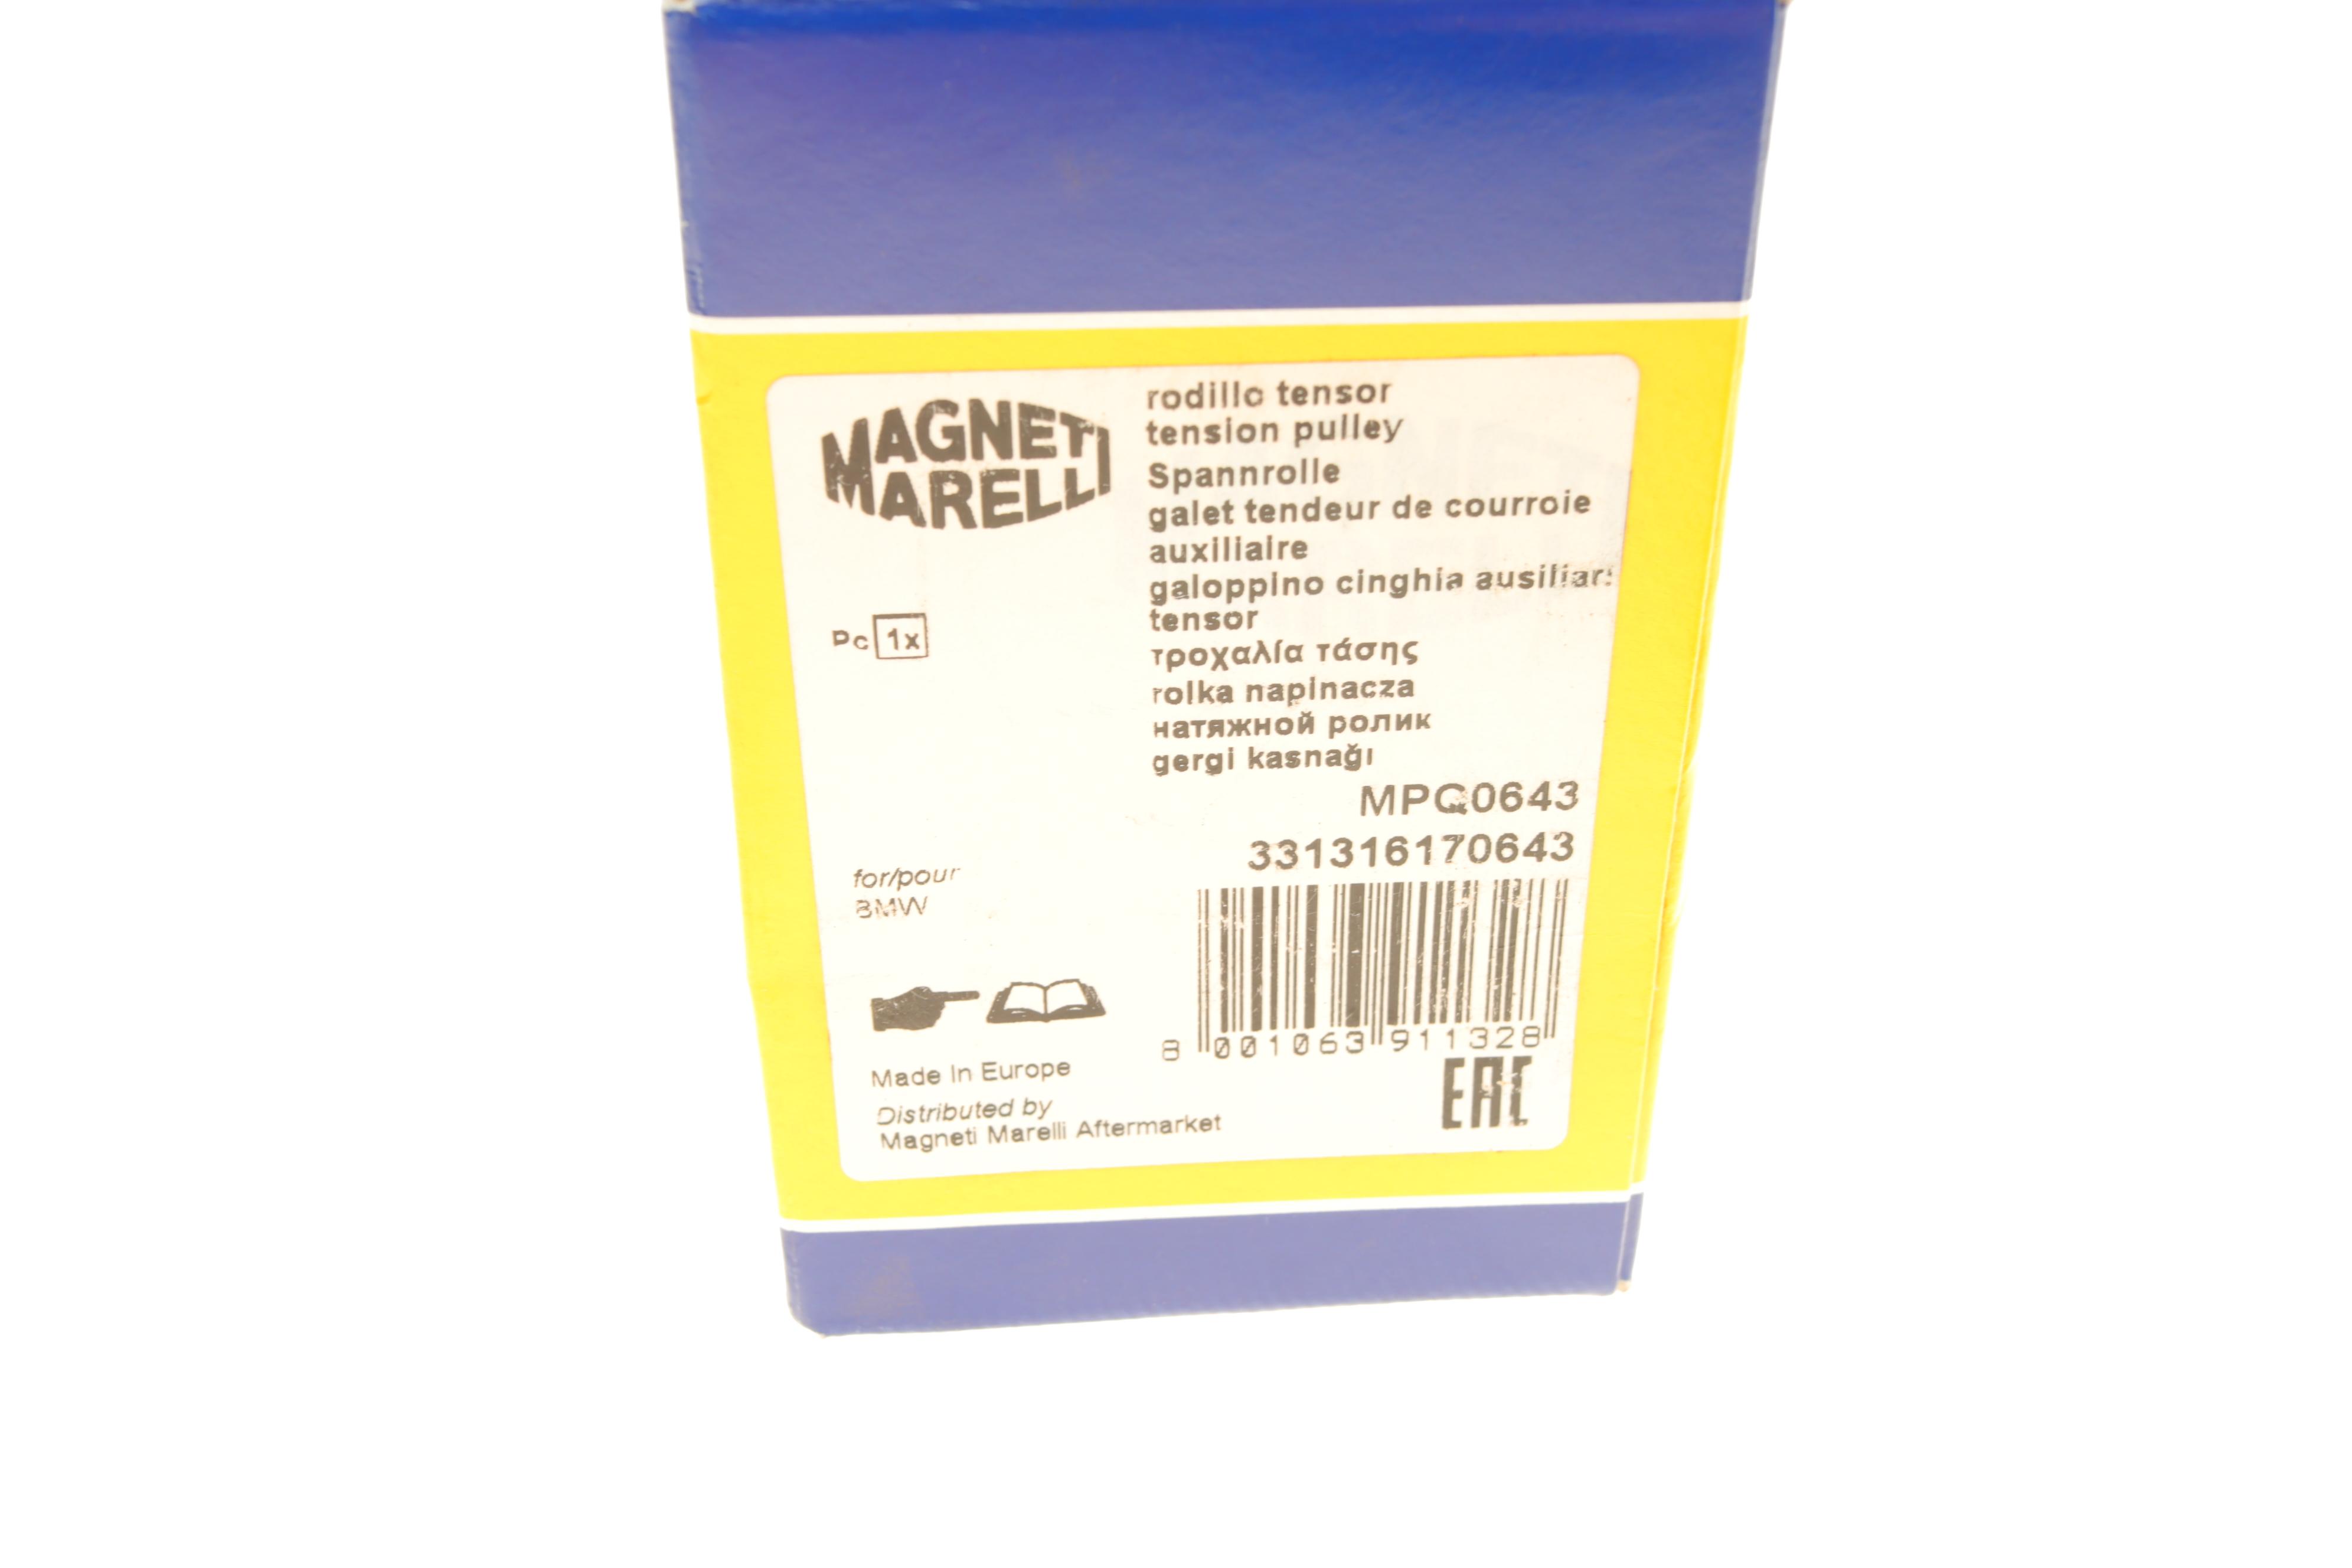 MAGNETI
MARELLI
rodillo tensor
tension pulley
Spannrolle
galet tendeur de courroie
auxiliaire
galoppino cinghia
tensor
τροχαλία τάσης
rolka napinacza
натяжной ролик
gergi kasnağı
Pc 1x
MPQ0643
331316170643
for/pour
BMW
8 001063 911328
Made In Europe
EAC
Distributed by
Magneti Marelli Aftermarket